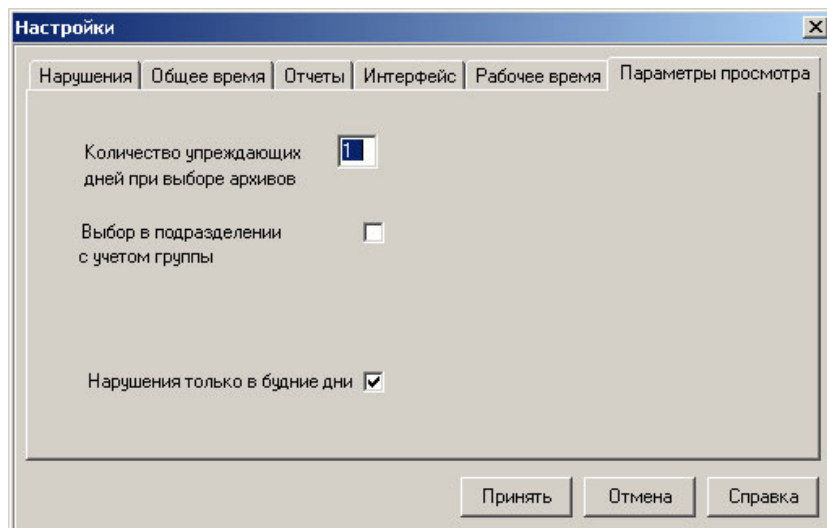 Настройки
Нарушения Общее время Отчеты Интерфейс Рабочее время Параметры просмотра
Количество упреждающих
дней при выборе архивов
1
Выбор в подразделении
с учетом группы
Нарушения только в будние дни
Принять Отмена Справка